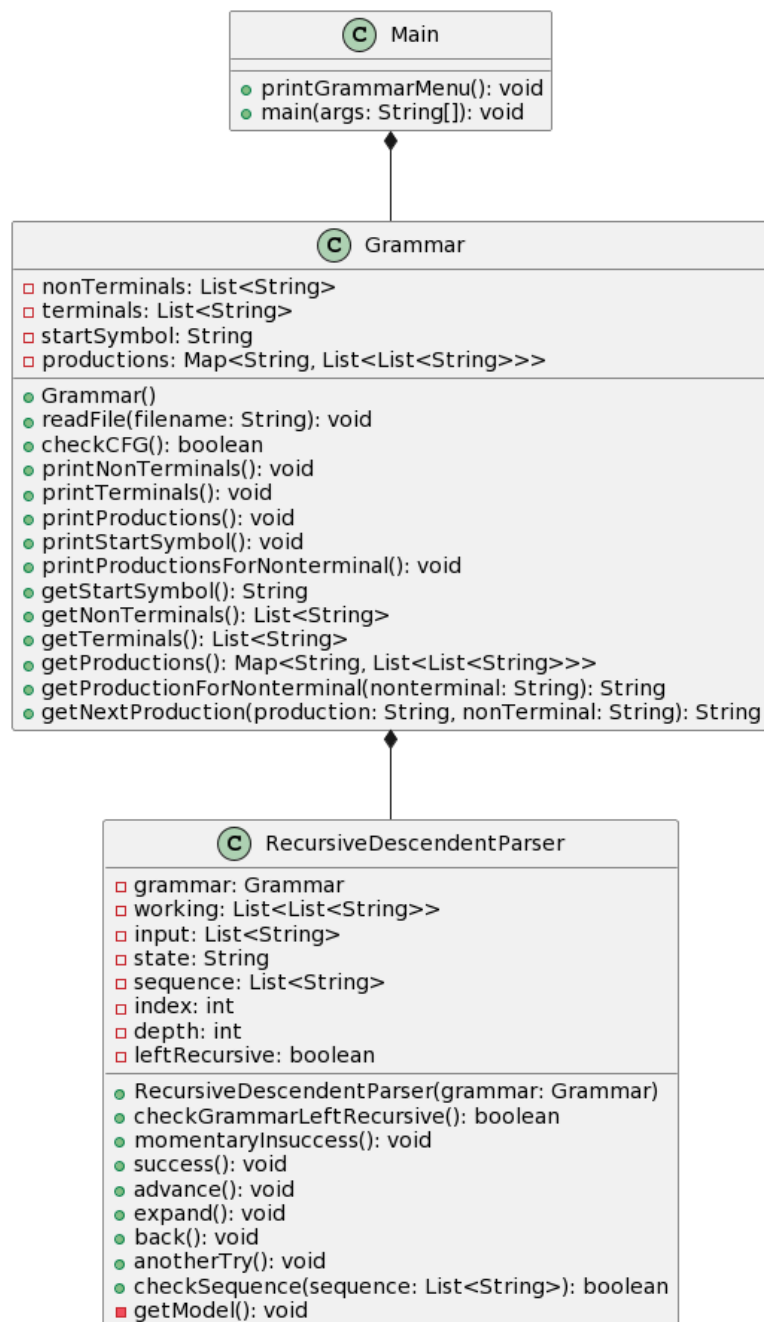 C Main
printGrammarMenu(): void
main(args: String[]): void
C Grammar
nonTerminals: List<String>
terminals: List<String>
startSymbol: String
productions: Map<String, List<List<String>>>
Grammar()
readFile(filename: String): void
checkCFG(): boolean
printNonTerminals(): void
printTerminals(): void
printProductions(): void
printStartSymbol(): void
printProductionsForNonterminal(): void
getStartSymbol(): String
getNonTerminals(): List<String>
getTerminals(): List<String>
getProductions(): Map<String, List<List<String>>>
getProductionForNonterminal(nonterminal: String): String
getNextProduction(production: String, nonTerminal: String): String
C RecursiveDescendentParser
grammar: Grammar
working: List<List<String>>
input: List<String>
state: String
sequence: List<String>
index: int
depth: int
leftRecursive: boolean
RecursiveDescendentParser(grammar: Grammar)
checkGrammarLeftRecursive(): boolean
momentaryInsuccess(): void
success(): void
advance(): void
expand(): void
back(): void
anotherTry(): void
checkSequence(sequence: List<String>): boolean
getModel(): void